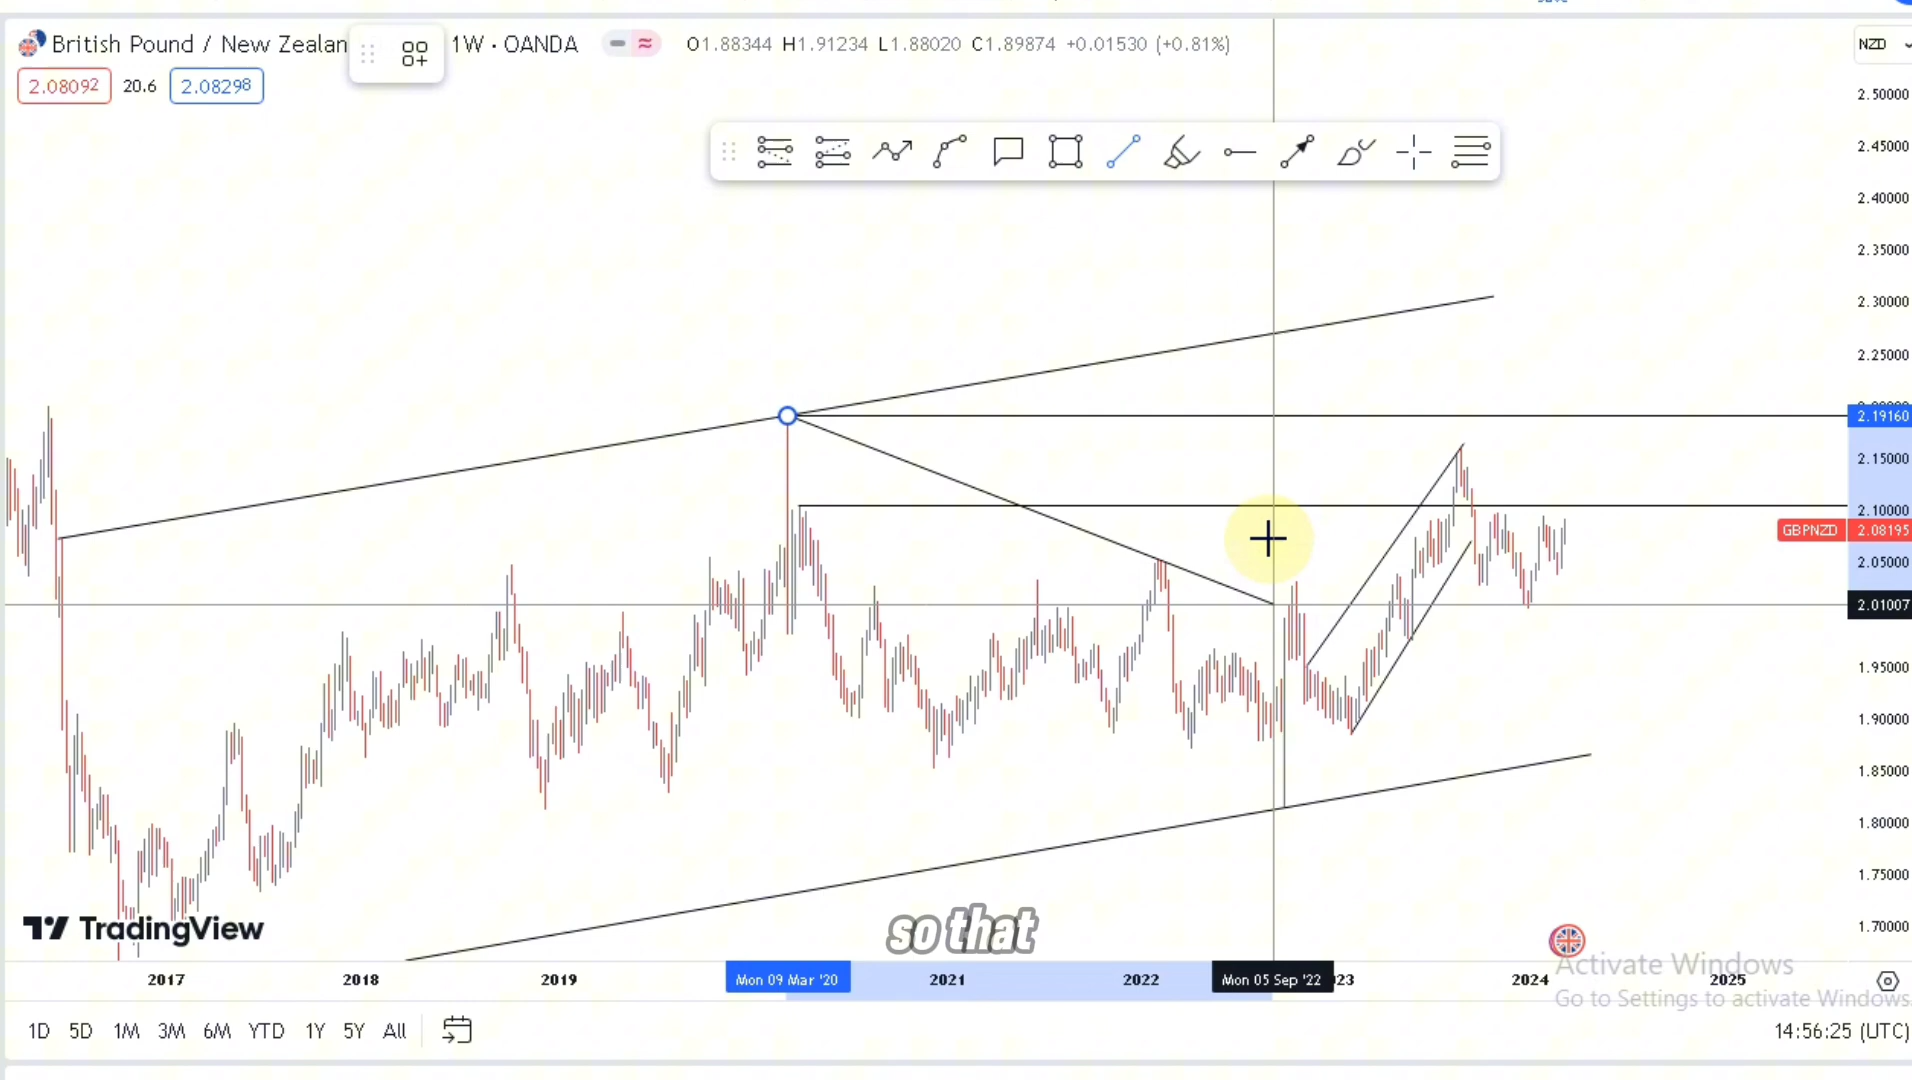 British Pound / New Zealan 1W · OANDA O1.88344 H1.91234 L1.88020 C1.89874 +0.01530 (+0.81%) NZD
2.08092 20.6 2.08298
2.50000
2.45000
2.40000
2.35000
2.30000
2.25000
2.19160
2.15000
2.10000
GBPNZD 2.08195
2.05000
2.01007
1.95000
1.90000
1.85000
1.80000
1.75000
1.70000
TradingView
so that
Activate Windows
Go to Settings to activate Windows.
2017 2018 2019 Mon 09 Mar '20 2021 2022 Mon 05 Sep '22 23 2024 2025
1D 5D 1M 3M 6M YTD 1Y 5Y All 14:56:25 (UTC)